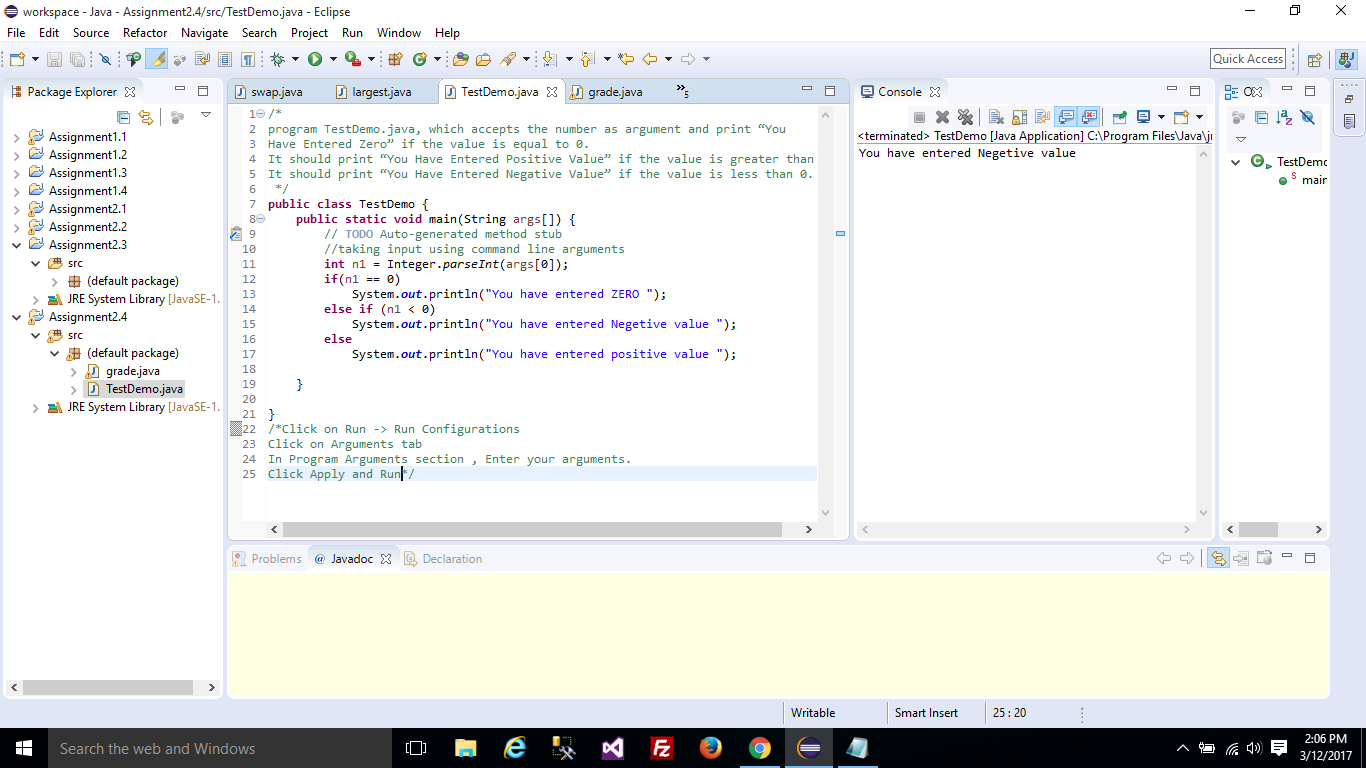 workspace - Java - Assignment2.4/src/TestDemo.java - Eclipse
File Edit Source Refactor Navigate Search Project Run Window Help
Quick Access
Package Explorer
Assignment1.1
Assignment1.2
Assignment1.3
Assignment1.4
Assignment2.1
Assignment2.2
Assignment2.3
src
(default package)
JRE System Library [JavaSE-1.
Assignment2.4
src
(default package)
grade.java
TestDemo.java
JRE System Library [JavaSE-1.
swap.java largest.java TestDemo.java grade.java »5
1 /*
2 program TestDemo.java, which accepts the number as argument and print “You
3 Have Entered Zero” if the value is equal to 0.
4 It should print “You Have Entered Positive Value” if the value is greater than
5 It should print “You Have Entered Negative Value” if the value is less than 0.
6 */
7 public class TestDemo {
8 public static void main(String args[]) {
9 // TODO Auto-generated method stub
10 //taking input using command line arguments
11 int n1 = Integer.parseInt(args[0]);
12 if(n1 == 0)
13 System.out.println("You have entered ZERO ");
14 else if (n1 < 0)
15 System.out.println("You have entered Negetive value ");
16 else
17 System.out.println("You have entered positive value ");
18
19 }
20
21 }
22 /*Click on Run -> Run Configurations
23 Click on Arguments tab
24 In Program Arguments section , Enter your arguments.
25 Click Apply and Run*/
Console
<terminated> TestDemo [Java Application] C:\Program Files\Java\jr
You have entered Negetive value
O
TestDemo
S main
Problems @ Javadoc Declaration
Writable Smart Insert 25 : 20
Search the web and Windows
2:06 PM
3/12/2017